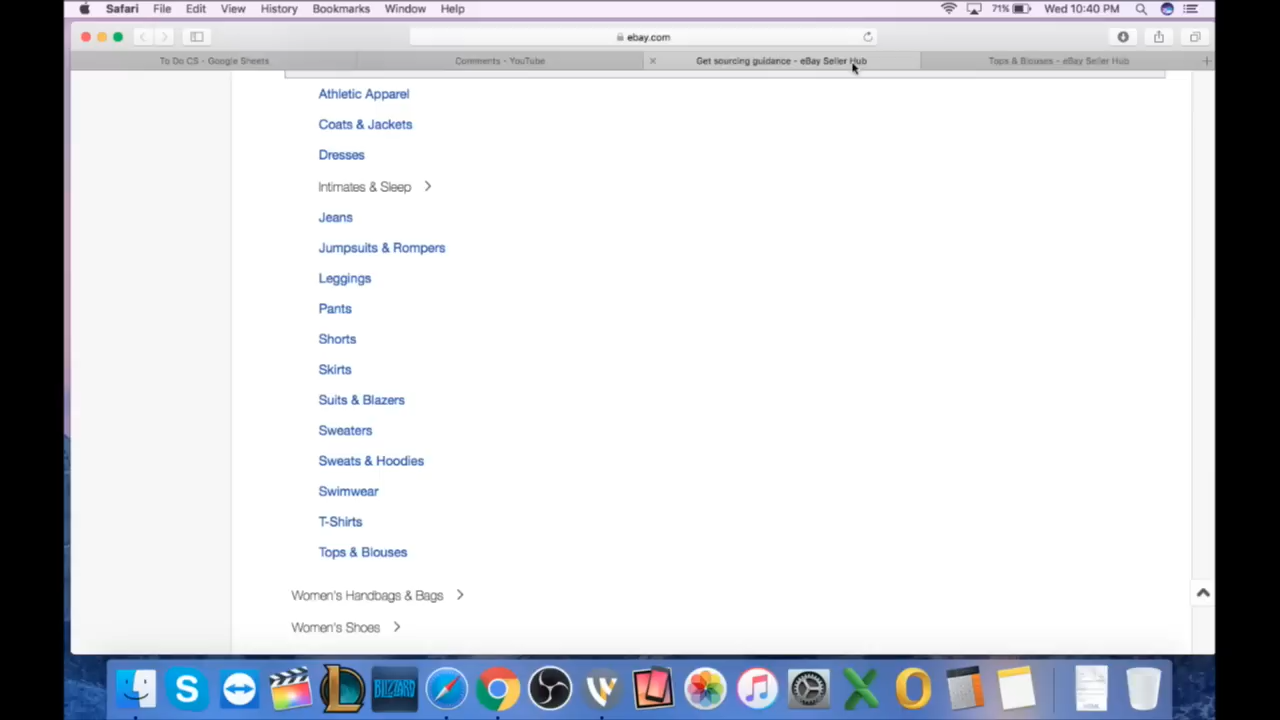 Safari File Edit View History Bookmarks Window Help 71% Wed 10:40 PM
ebay.com
To Do CS - Google Sheets Comments - YouTube Get sourcing guidance - eBay Seller Hub Tops & Blouses - eBay Seller Hub
Athletic Apparel
Coats & Jackets
Dresses
Intimates & Sleep
Jeans
Jumpsuits & Rompers
Leggings
Pants
Shorts
Skirts
Suits & Blazers
Sweaters
Sweats & Hoodies
Swimwear
T-Shirts
Tops & Blouses
Women's Handbags & Bags
Women's Shoes
BLIZZARD